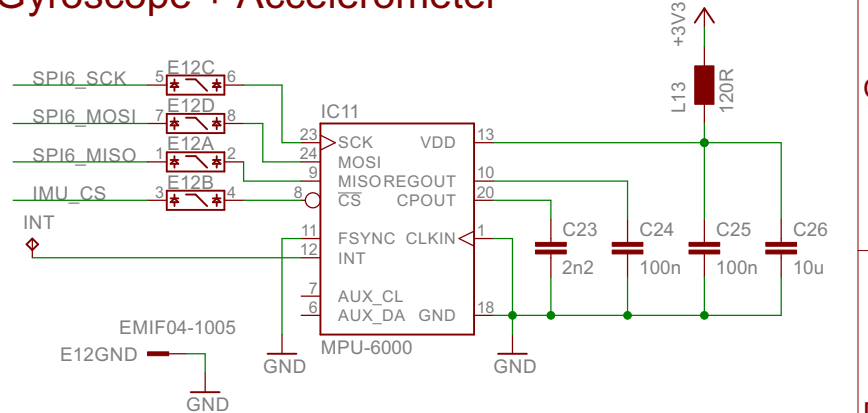 Gyroscope + Accelerometer
+3V3
L13
120R
SPI6_SCK 5 E12C 6
SPI6_MOSI 7 E12D 8
SPI6_MISO 1 E12A 2
IMU_CS 3 E12B 4
INT
IC11
23 SCK VDD 13
24 MOSI
9 MISO REGOUT 10
8 CS CPOUT 20
11 FSYNC CLKIN 1
12 INT
7 AUX_CL
6 AUX_DA GND 18
MPU-6000
C23
2n2
C24
100n
C25
100n
C26
10u
EMIF04-1005
E12GND
GND
GND
GND